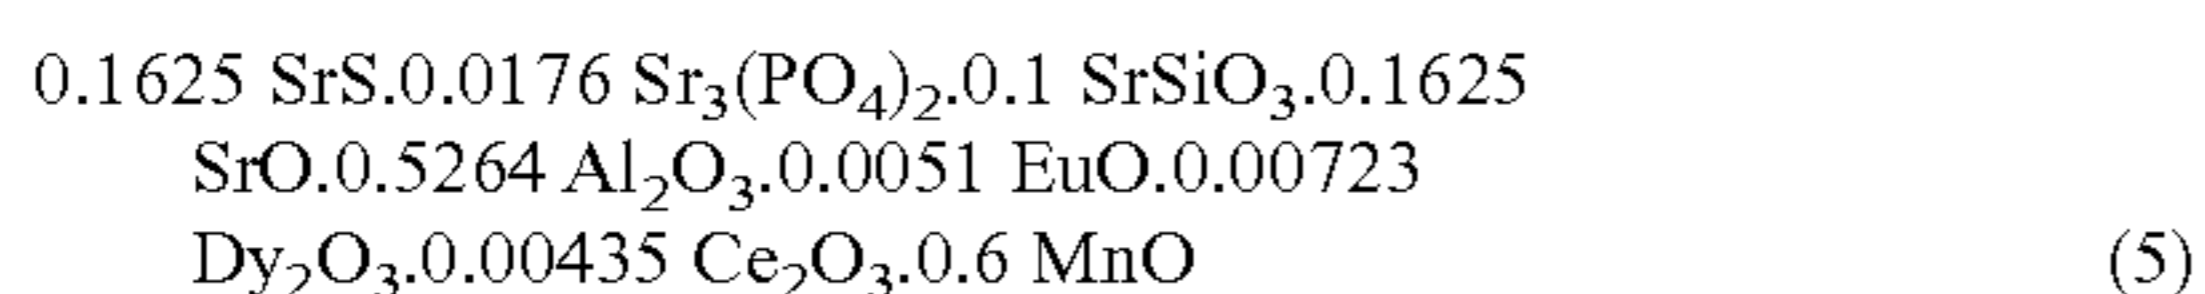 0.1625 SrS.0.0176 Sr₃(PO₄)₂.0.1 SrSiO₃.0.1625
SrO.0.5264 Al₂O₃.0.0051 EuO.0.00723
Dy₂O₃.0.00435 Ce₂O₃.0.6 MnO (5)